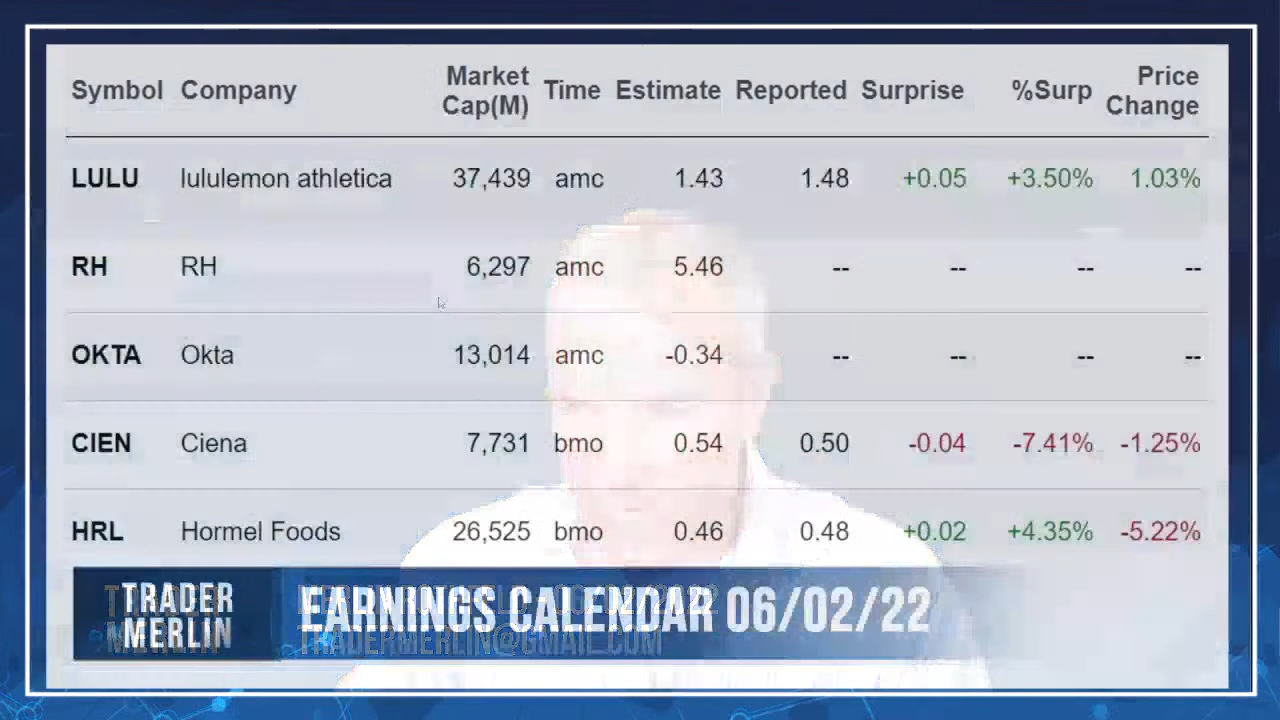 Symbol Company Market Cap(M) Time Estimate Reported Surprise %Surp Price Change
LULU lululemon athletica 37,439 amc 1.43 1.48 +0.05 +3.50% 1.03%
RH RH 6,297 amc 5.46 -- -- -- --
OKTA Okta 13,014 amc -0.34 -- -- -- --
CIEN Ciena 7,731 bmo 0.54 0.50 -0.04 -7.41% -1.25%
HRL Hormel Foods 26,525 bmo 0.46 0.48 +0.02 +4.35% -5.22%
TRADER
MERLIN
EARNINGS CALENDAR 06/02/22
TRADERMERLIN@GMAIL.COM